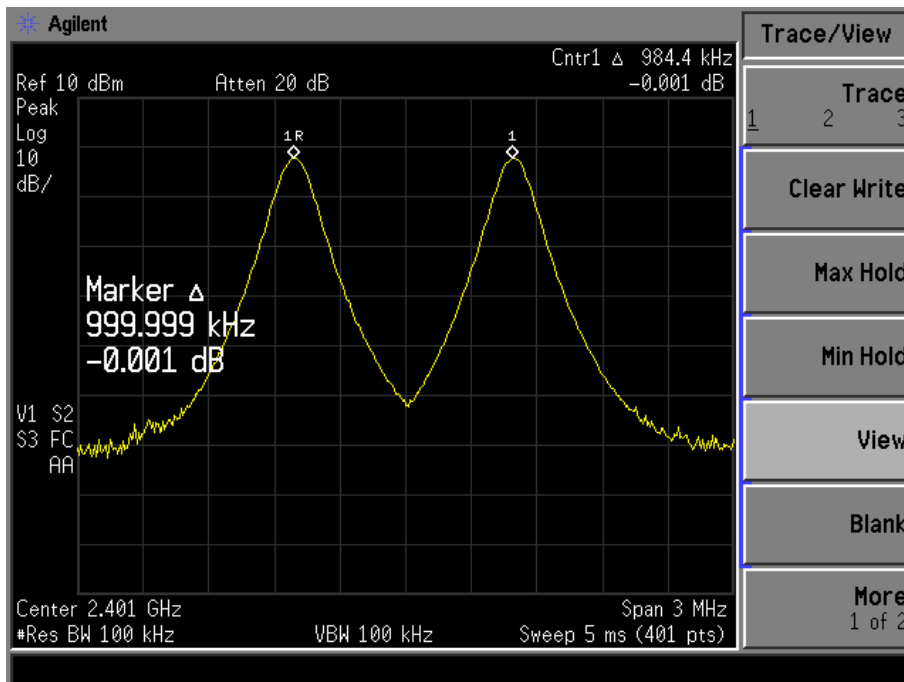 Agilent
Trace/View
Cntr1 Δ 984.4 kHz
Ref 10 dBm Atten 20 dB -0.001 dB
Peak
Log
10
dB/
1R 1
Marker Δ
999.999 kHz
-0.001 dB
V1 S2
S3 FC
AA
Center 2.401 GHz Span 3 MHz
#Res BW 100 kHz VBW 100 kHz Sweep 5 ms (401 pts)
Trace
1 2 3
Clear Write
Max Hold
Min Hold
View
Blank
More
1 of 2